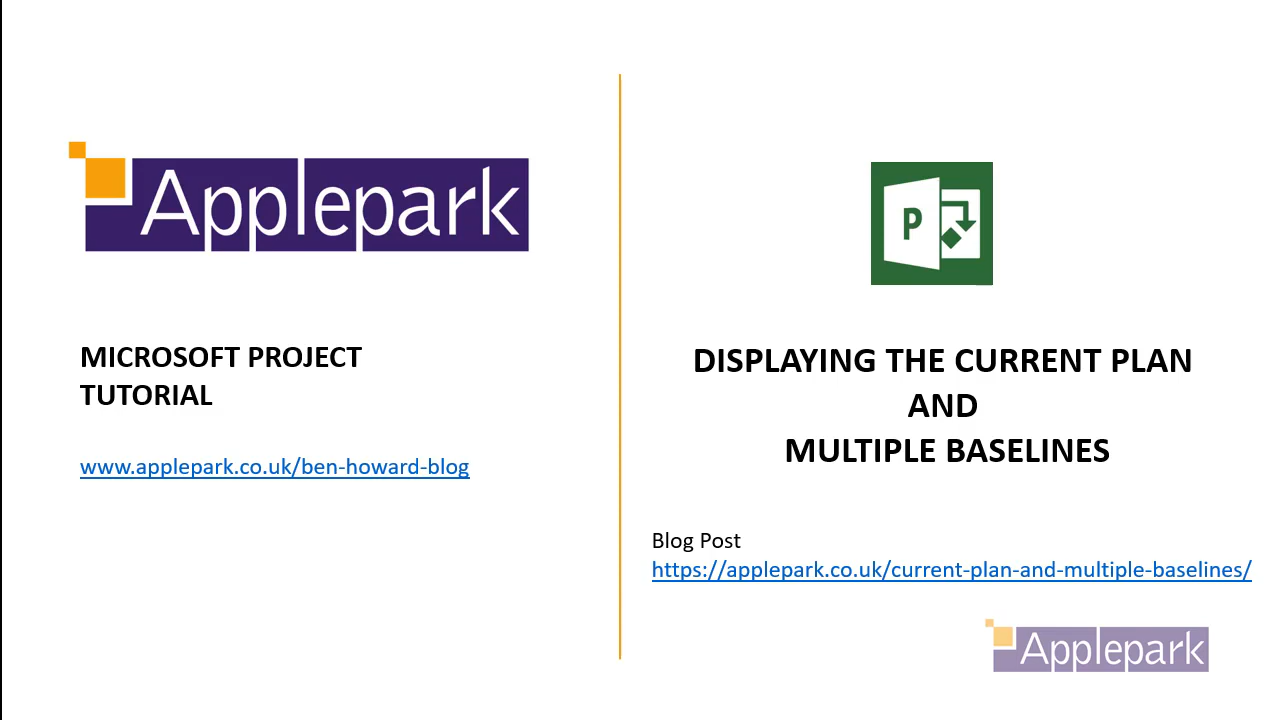 Applepark
MICROSOFT PROJECT
TUTORIAL
www.applepark.co.uk/ben-howard-blog
P
DISPLAYING THE CURRENT PLAN
AND
MULTIPLE BASELINES
Blog Post
https://applepark.co.uk/current-plan-and-multiple-baselines/
Applepark